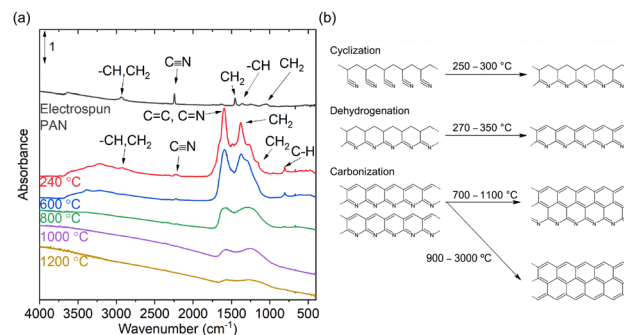 (a)
1
-CH,CH2
C≡N
CH2
-CH
CH2
Electrospun
PAN
C=C, C=N
CH2
-CH,CH2
C≡N
CH2
C-H
240 °C
600 °C
800 °C
1000 °C
1200 °C
Absorbance
4000 3500 3000 2500 2000 1500 1000 500
Wavenumber (cm-1)
(b)
Cyclization
250 – 300 °C
Dehydrogenation
270 – 350 °C
Carbonization
700 – 1100 °C
900 – 3000 ºC